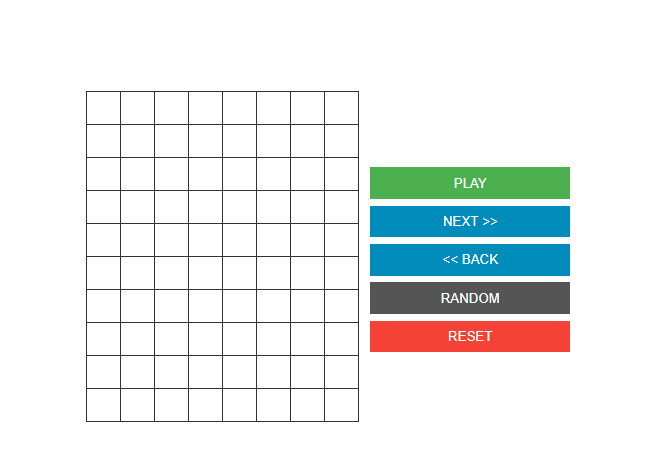 PLAY
NEXT >>
<< BACK
RANDOM
RESET